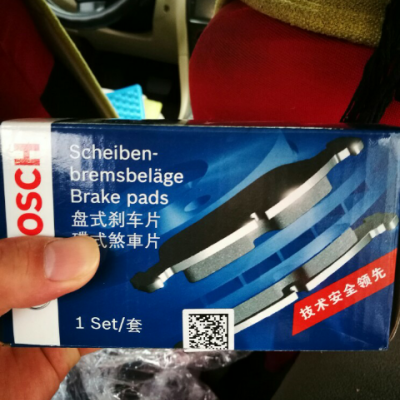 BOSCH
Scheiben-
bremsbeläge
Brake pads
盘式刹车片
碟式煞車片
1 Set/套
技术安全领先